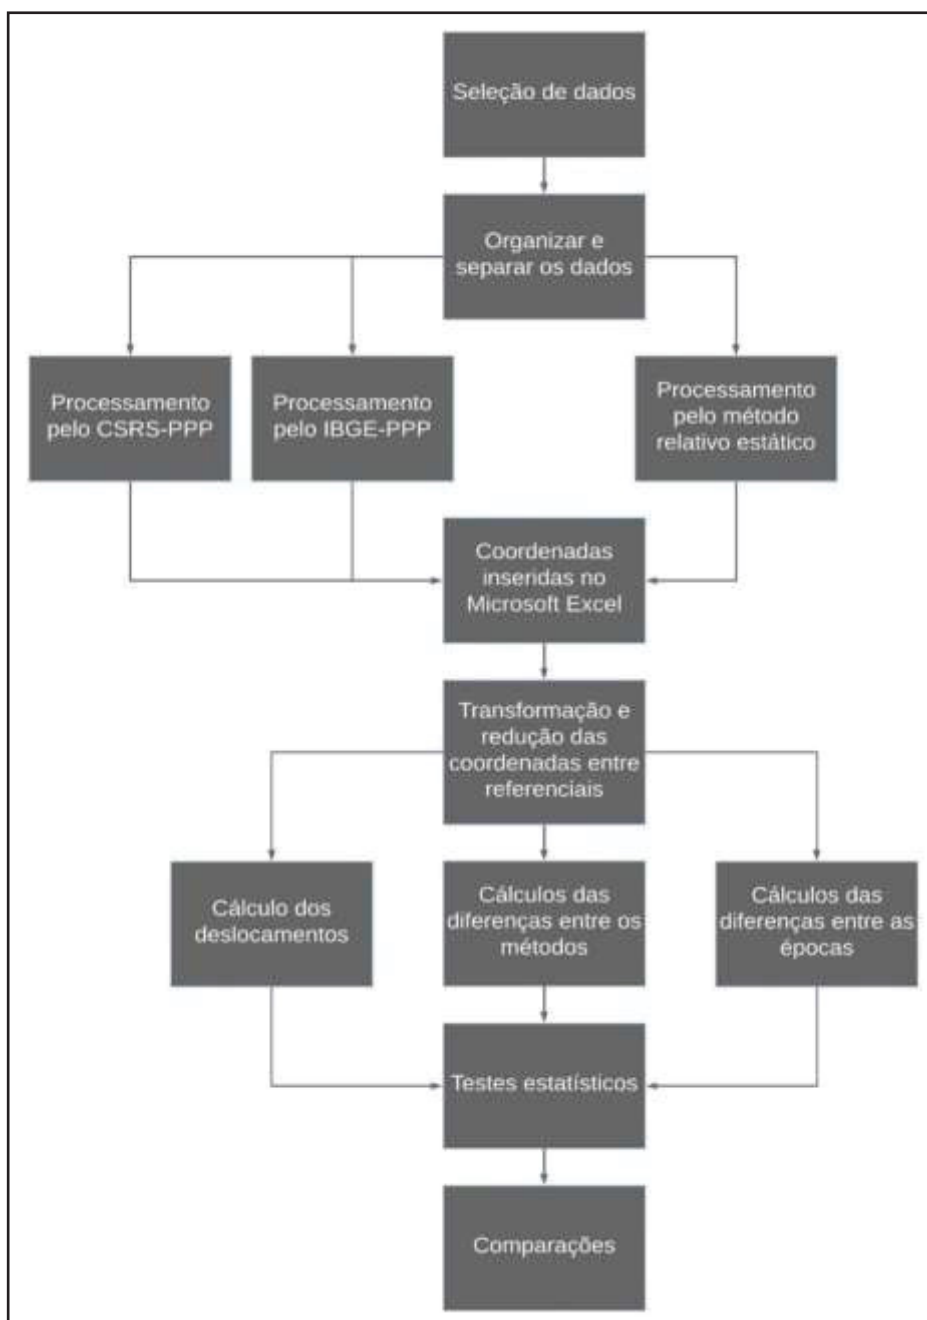 Seleção de dados
Organizar e
separar os dados
Processamento
pelo CSRS-PPP
Processamento
pelo IBGE-PPP
Processamento
pelo método
relativo estático
Coordenadas
inseridas no
Microsoft Excel
Transformação e
redução das
coordenadas entre
referenciais
Cálculo dos
deslocamentos
Cálculos das
diferenças entre os
métodos
Cálculos das
diferenças entre as
épocas
Testes estatísticos
Comparações